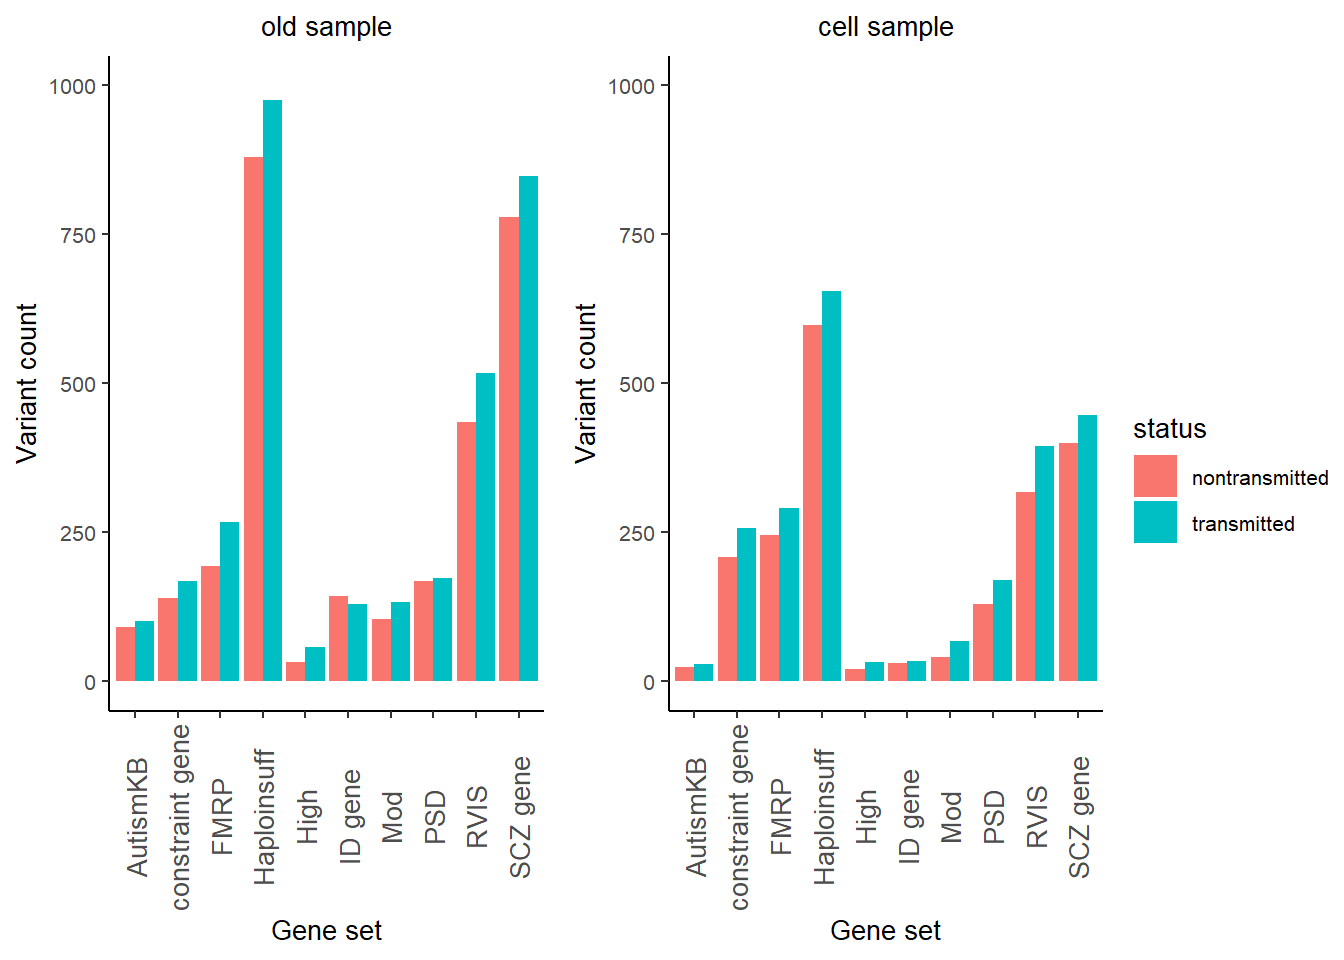 old sample
Variant count
1000
750
500
250
0
AutismKB
constraint gene
FMRP
Haploinsuff
High
ID gene
Mod
PSD
RVIS
SCZ gene
Gene set
cell sample
Variant count
1000
750
500
250
0
AutismKB
constraint gene
FMRP
Haploinsuff
High
ID gene
Mod
PSD
RVIS
SCZ gene
Gene set
status
nontransmitted
transmitted